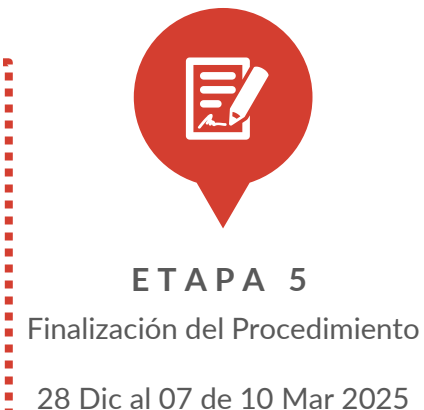 ETAPA 5
Finalización del Procedimiento
28 Dic al 07 de 10 Mar 2025